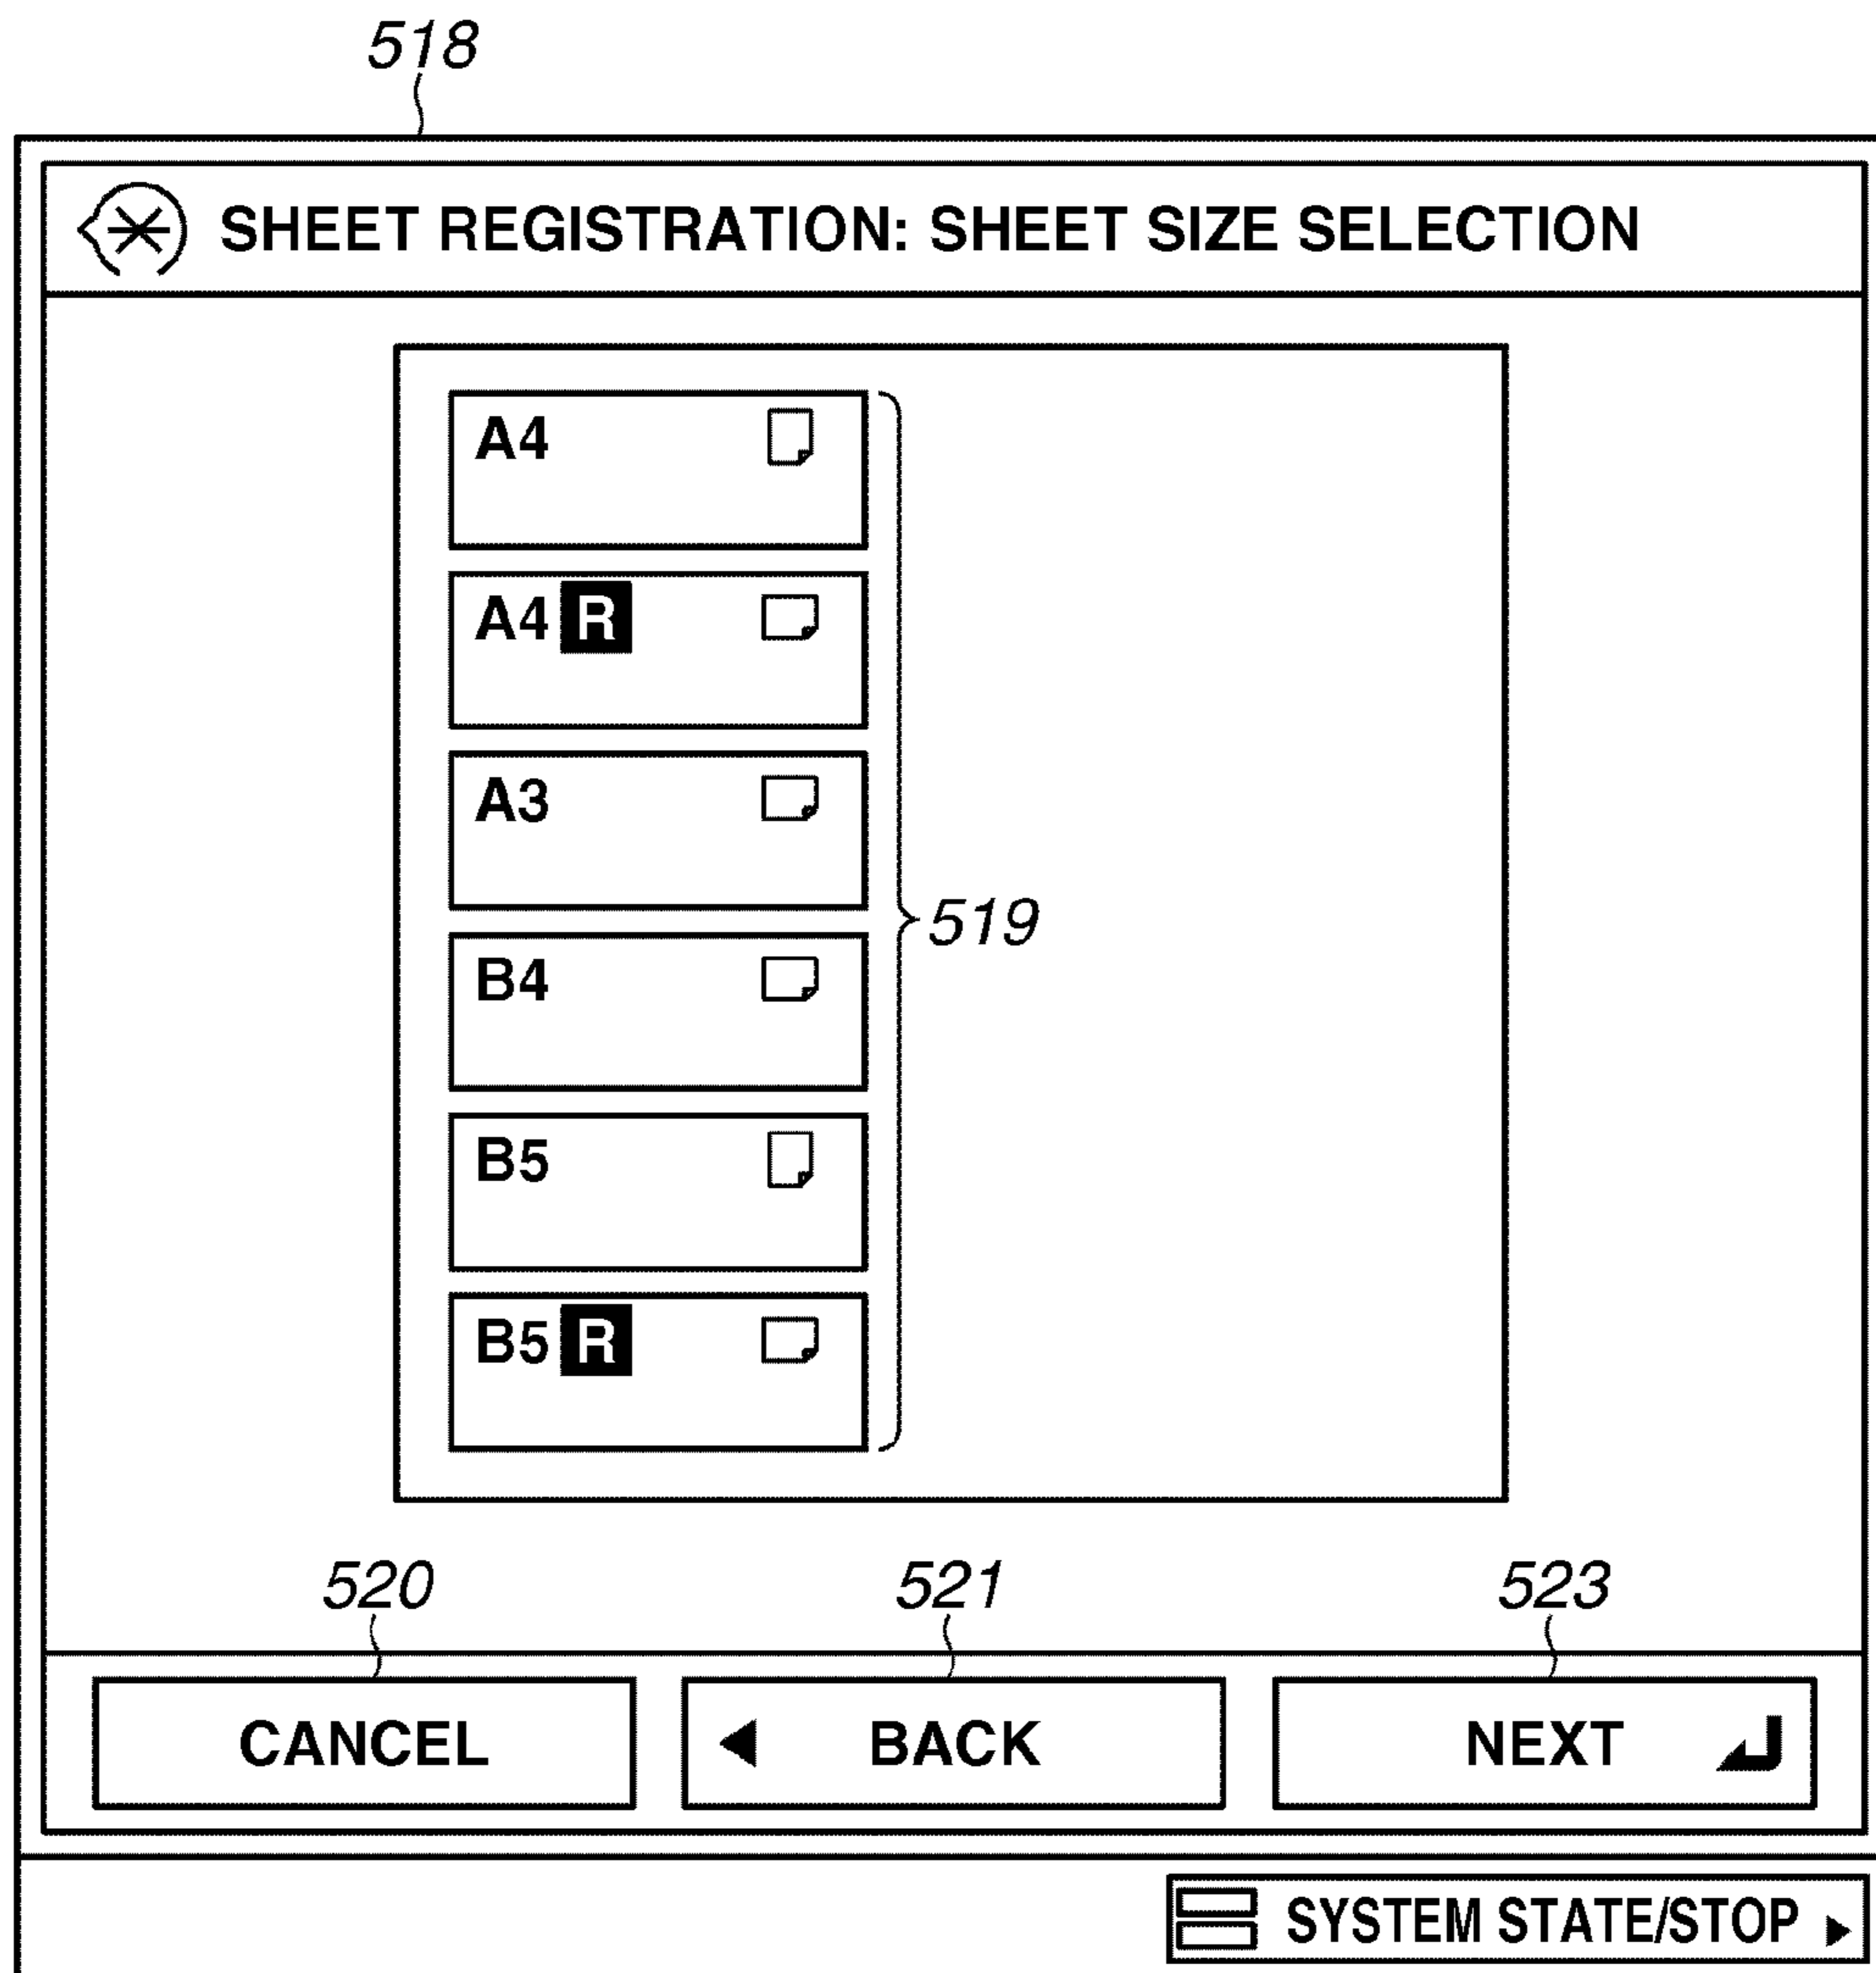 518
SHEET REGISTRATION: SHEET SIZE SELECTION
A4
A4 R
A3
519
B4
B5
B5 R
520 521 523
CANCEL BACK NEXT
SYSTEM STATE/STOP